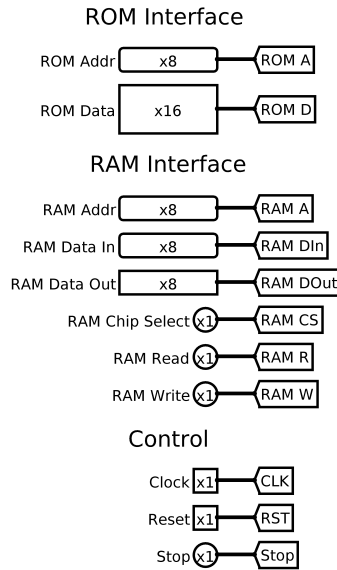 ROM Interface
ROM Addr x8 ROM A
ROM Data x16 ROM D
RAM Interface
RAM Addr x8 RAM A
RAM Data In x8 RAM DIn
RAM Data Out x8 RAM DOut
RAM Chip Select x1 RAM CS
RAM Read x1 RAM R
RAM Write x1 RAM W
Control
Clock x1 CLK
Reset x1 RST
Stop x1 Stop